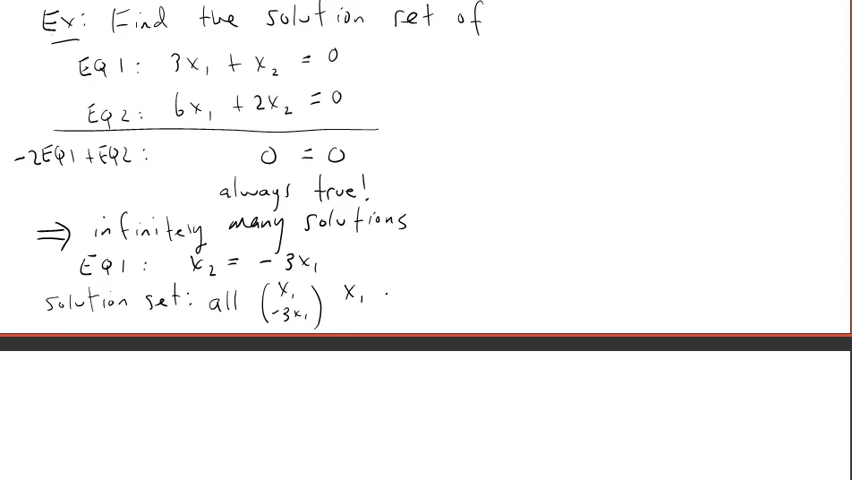 Ex: Find the solution set of
EQ1: 3x₁ + x₂ = 0
EQ2: 6x₁ + 2x₂ = 0
-2EQ1 + EQ2: 0 = 0
always true!
⇒ infinitely many solutions
EQ1: x₂ = -3x₁
solution set: all (x₁ -3x₁) x₁ .